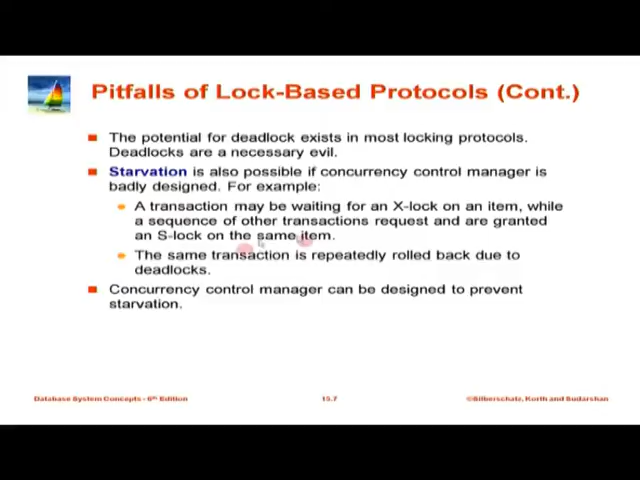 Pitfalls of Lock-Based Protocols (Cont.)
The potential for deadlock exists in most locking protocols.
Deadlocks are a necessary evil.
Starvation is also possible if concurrency control manager is
badly designed. For example:
A transaction may be waiting for an X-lock on an item, while
a sequence of other transactions request and are granted
an S-lock on the same item.
The same transaction is repeatedly rolled back due to
deadlocks.
Concurrency control manager can be designed to prevent
starvation.
Database System Concepts - 6th Edition
15.7
©Silberschatz, Korth and Sudarshan